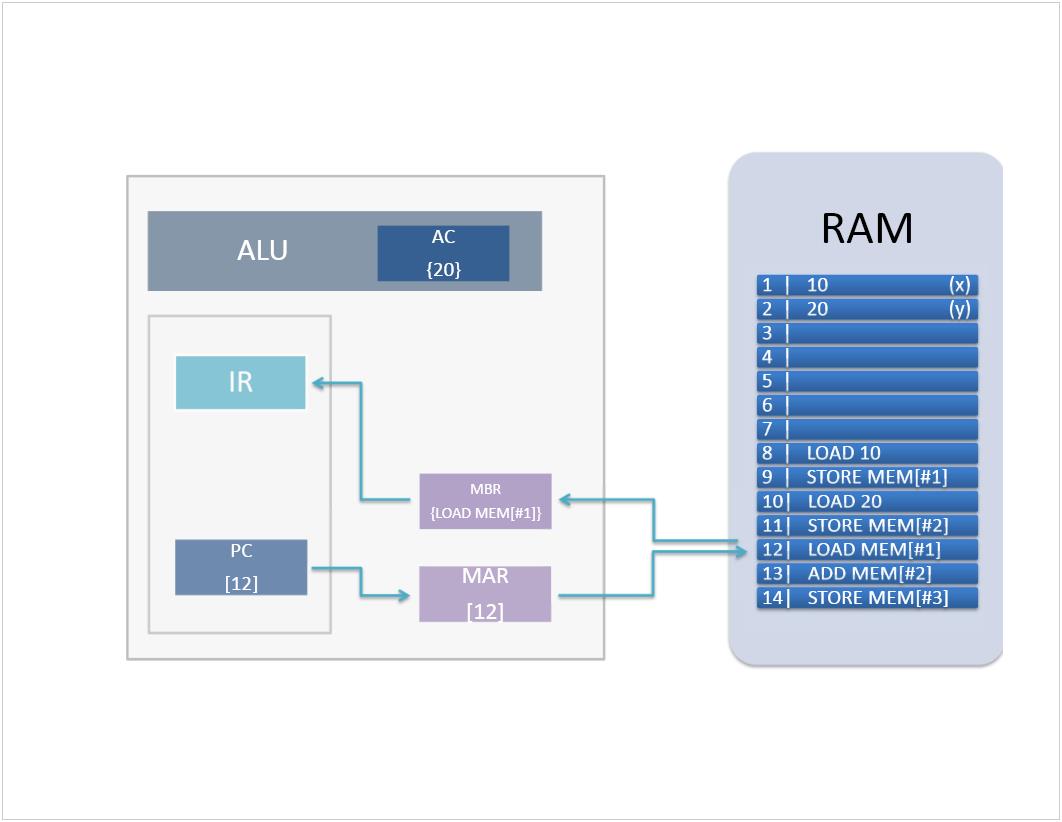 ALU
AC
{20}
IR
MBR
{LOAD MEM[#1]}
PC
[12]
MAR
[12]
RAM
1 | 10 (x)
2 | 20 (y)
3 |
4 |
5 |
6 |
7 |
8 | LOAD 10
9 | STORE MEM[#1]
10| LOAD 20
11| STORE MEM[#2]
12| LOAD MEM[#1]
13| ADD MEM[#2]
14| STORE MEM[#3]